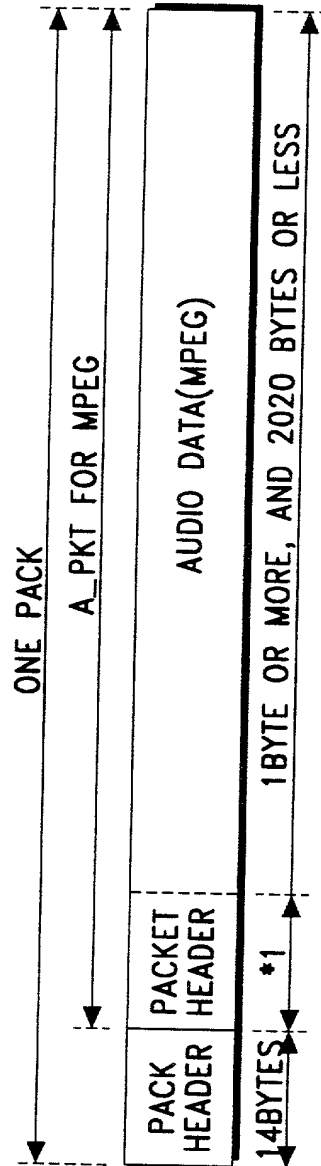 ONE PACK
A_PKT FOR MPEG
PACK
HEADER
PACKET
HEADER
AUDIO DATA(MPEG)
14BYTES
*1
1BYTE OR MORE, AND 2020 BYTES OR LESS